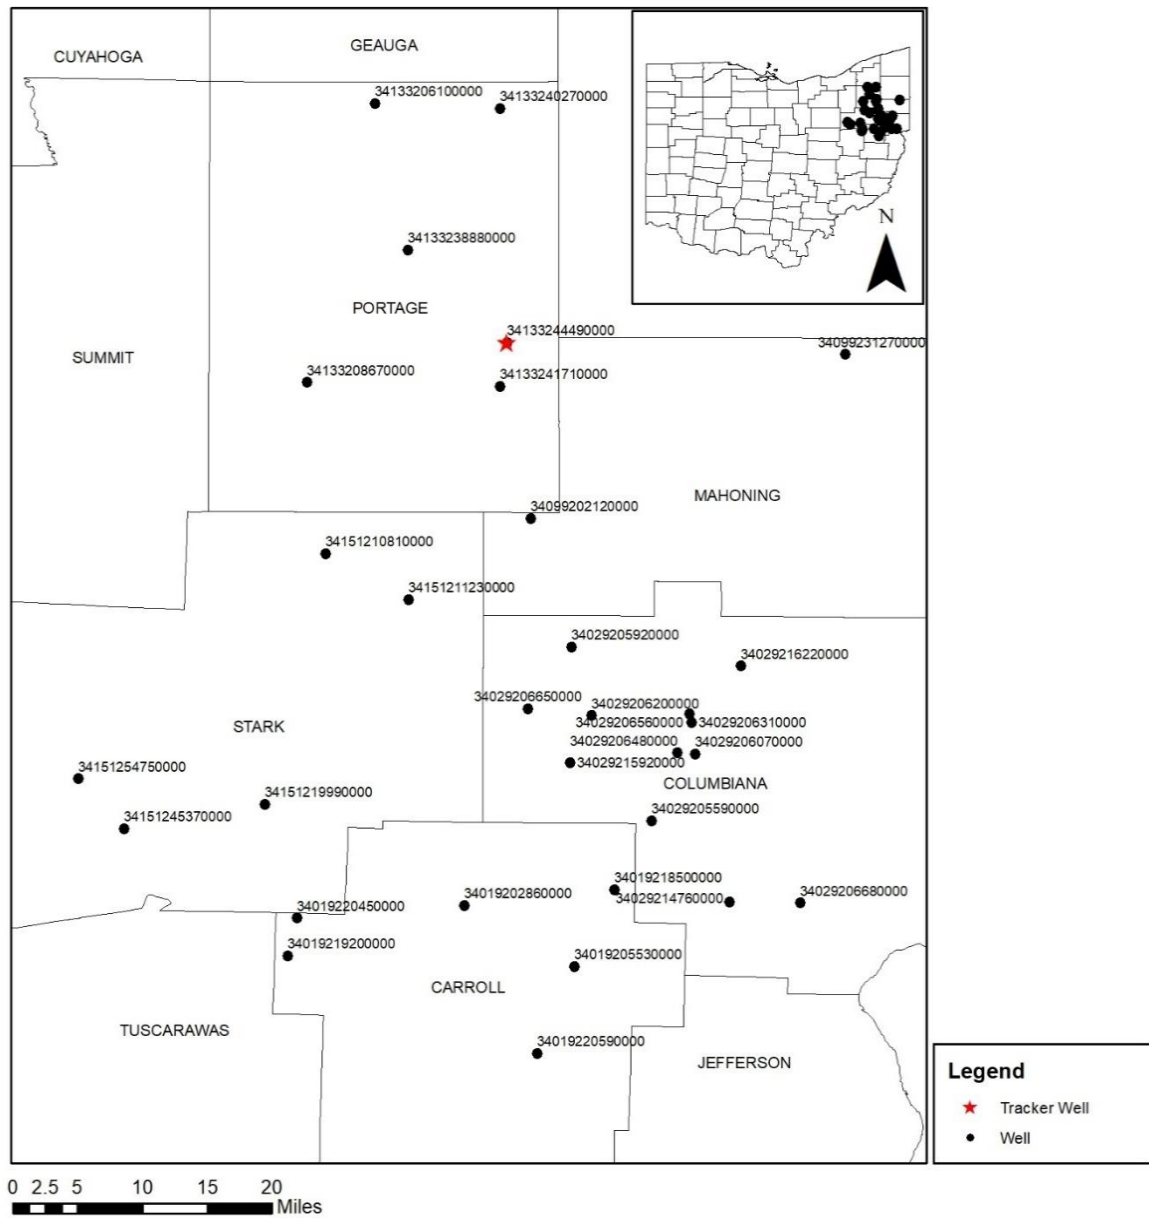 GEAUGA
CUYAHOGA
34133206100000
34133240270000
N
34133238880000
PORTAGE
34133244490000
34099231270000
SUMMIT
34133208670000
34133241710000
MAHONING
34099202120000
34151210810000
34151211230000
34029205920000
34029216220000
34029206650000
34029206200000
34029206560000
34029206310000
STARK
34029206480000
34029206070000
34029215920000
34151254750000
COLUMBIANA
34151219990000
34151245370000
34029205590000
34019218500000
34019202860000
34029214760000
34029206680000
34019220450000
34019219200000
34019205530000
CARROLL
TUSCARAWAS
34019220590000
JEFFERSON
Legend
Tracker Well
Well
0 2.5 5 10 15 20
Miles